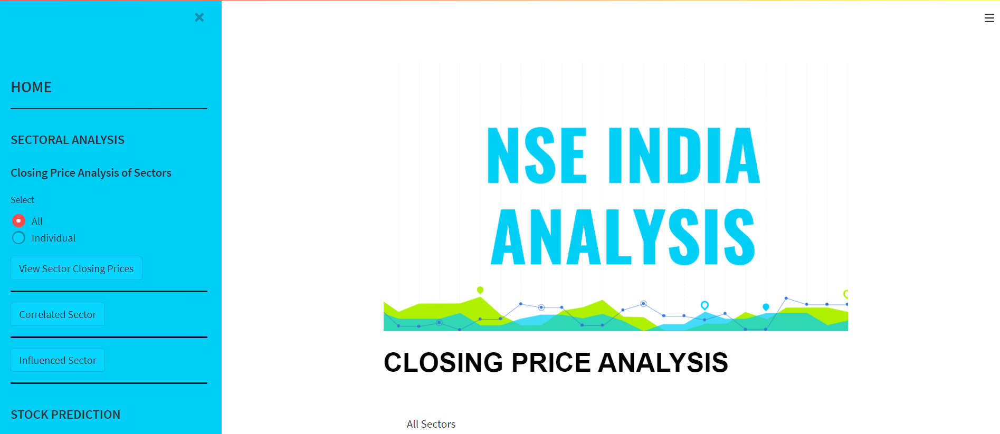 HOME
SECTORAL ANALYSIS
Closing Price Analysis of Sectors
Select
All
Individual
View Sector Closing Prices
Correlated Sector
Influenced Sector
STOCK PREDICTION
NSE INDIA
ANALYSIS
CLOSING PRICE ANALYSIS
All Sectors